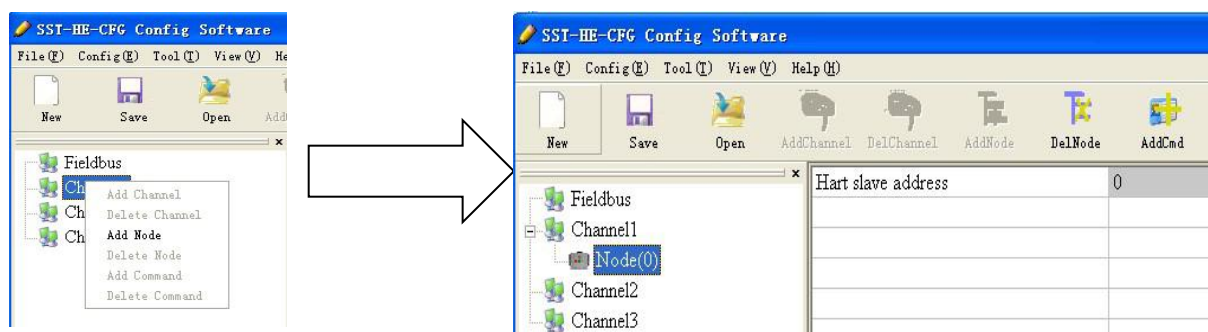 SST-HE-CFG Config Software
File(F) Config(E) Tool(T) View(V) He
New Save Open Add
Fieldbus
Ch
Ch
Ch
Add Channel
Delete Channel
Add Node
Delete Node
Add Command
Delete Command
SST-HE-CFG Config Software
File(F) Config(E) Tool(T) View(V) Help(H)
New Save Open AddChannel DelChannel AddNode DelNode AddCmd
Fieldbus
Channel1
Node(0)
Channel2
Channel3
Hart slave address 0